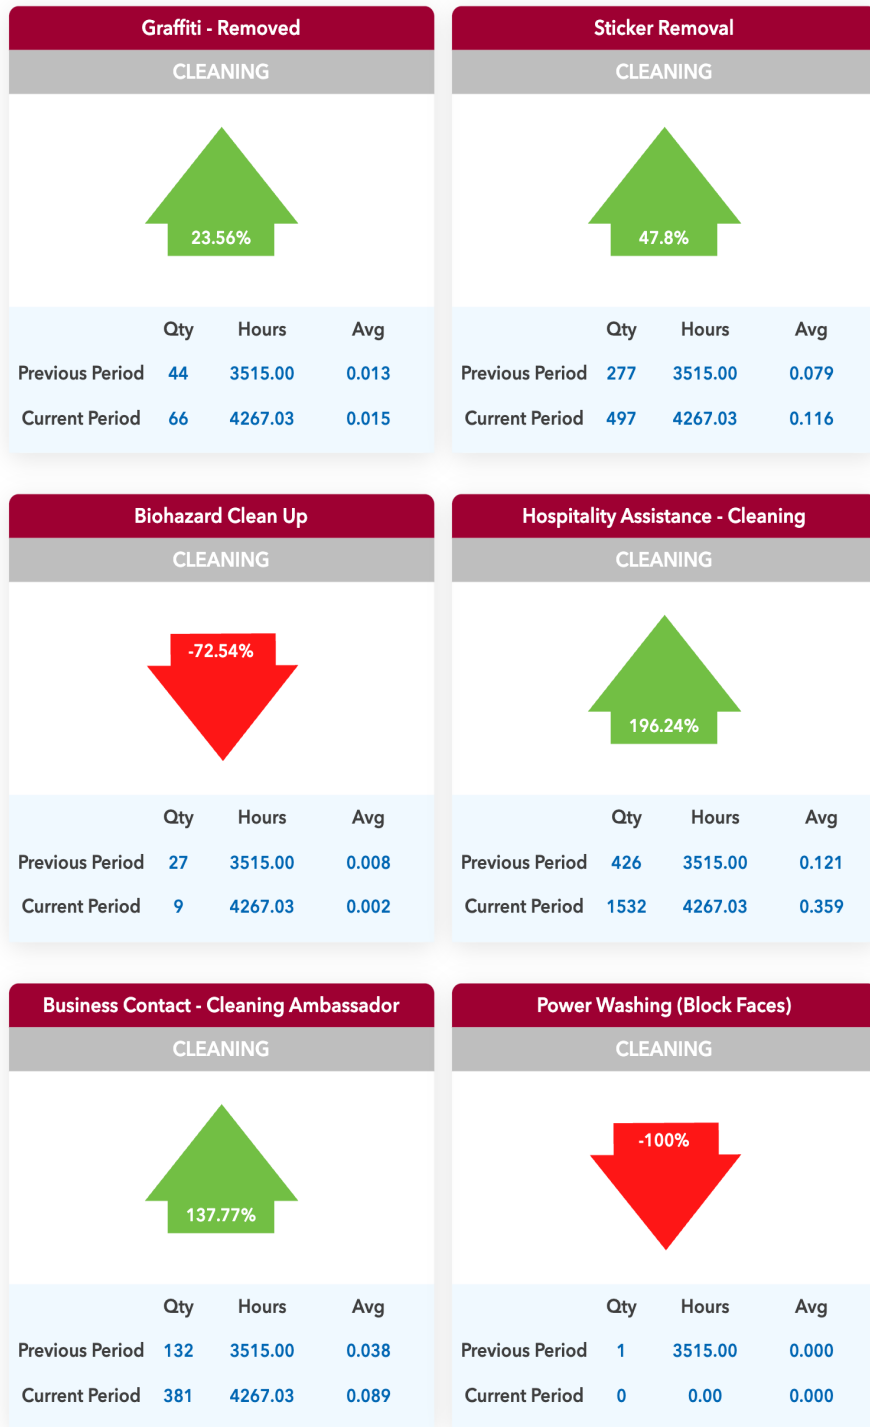 Graffiti - Removed
CLEANING
23.56%
Qty Hours Avg
Previous Period 44 3515.00 0.013
Current Period 66 4267.03 0.015
Sticker Removal
CLEANING
47.8%
Qty Hours Avg
Previous Period 277 3515.00 0.079
Current Period 497 4267.03 0.116
Biohazard Clean Up
CLEANING
-72.54%
Qty Hours Avg
Previous Period 27 3515.00 0.008
Current Period 9 4267.03 0.002
Hospitality Assistance - Cleaning
CLEANING
196.24%
Qty Hours Avg
Previous Period 426 3515.00 0.121
Current Period 1532 4267.03 0.359
Business Contact - Cleaning Ambassador
CLEANING
137.77%
Qty Hours Avg
Previous Period 132 3515.00 0.038
Current Period 381 4267.03 0.089
Power Washing (Block Faces)
CLEANING
-100%
Qty Hours Avg
Previous Period 1 3515.00 0.000
Current Period 0 0.00 0.000